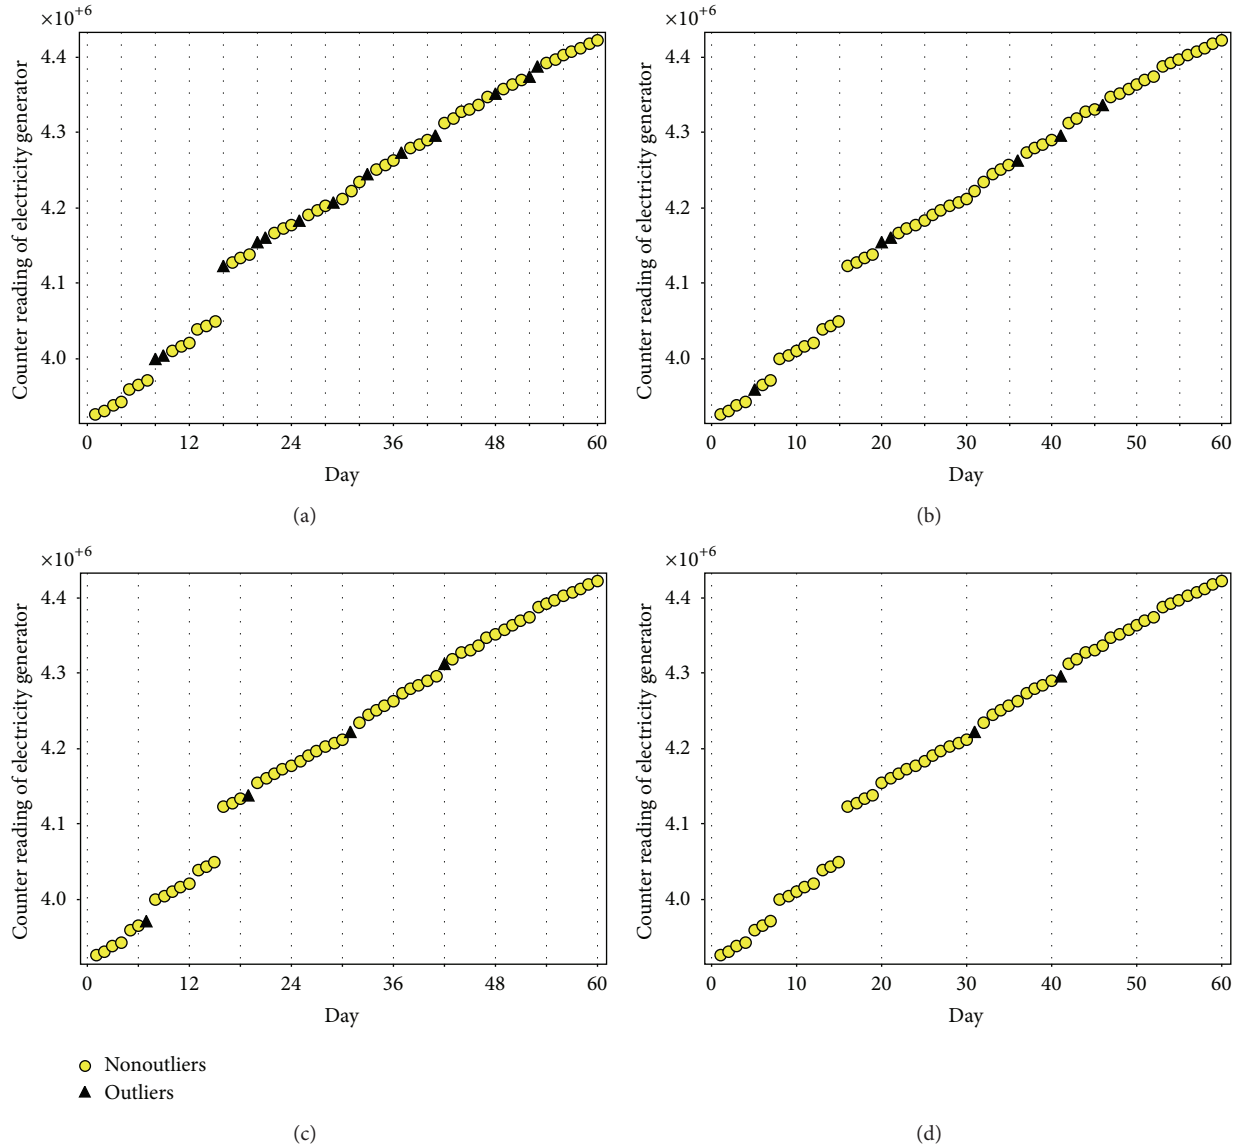 ×10+6
4.4
4.3
4.2
4.1
4.0
Counter reading of electricity generator
0 12 24 36 48 60
Day
(a)
×10+6
4.4
4.3
4.2
4.1
4.0
Counter reading of electricity generator
0 10 20 30 40 50 60
Day
(b)
×10+6
4.4
4.3
4.2
4.1
4.0
Counter reading of electricity generator
0 12 24 36 48 60
Day
Nonoutliers
Outliers
(c)
×10+6
4.4
4.3
4.2
4.1
4.0
Counter reading of electricity generator
0 10 20 30 40 50 60
Day
(d)